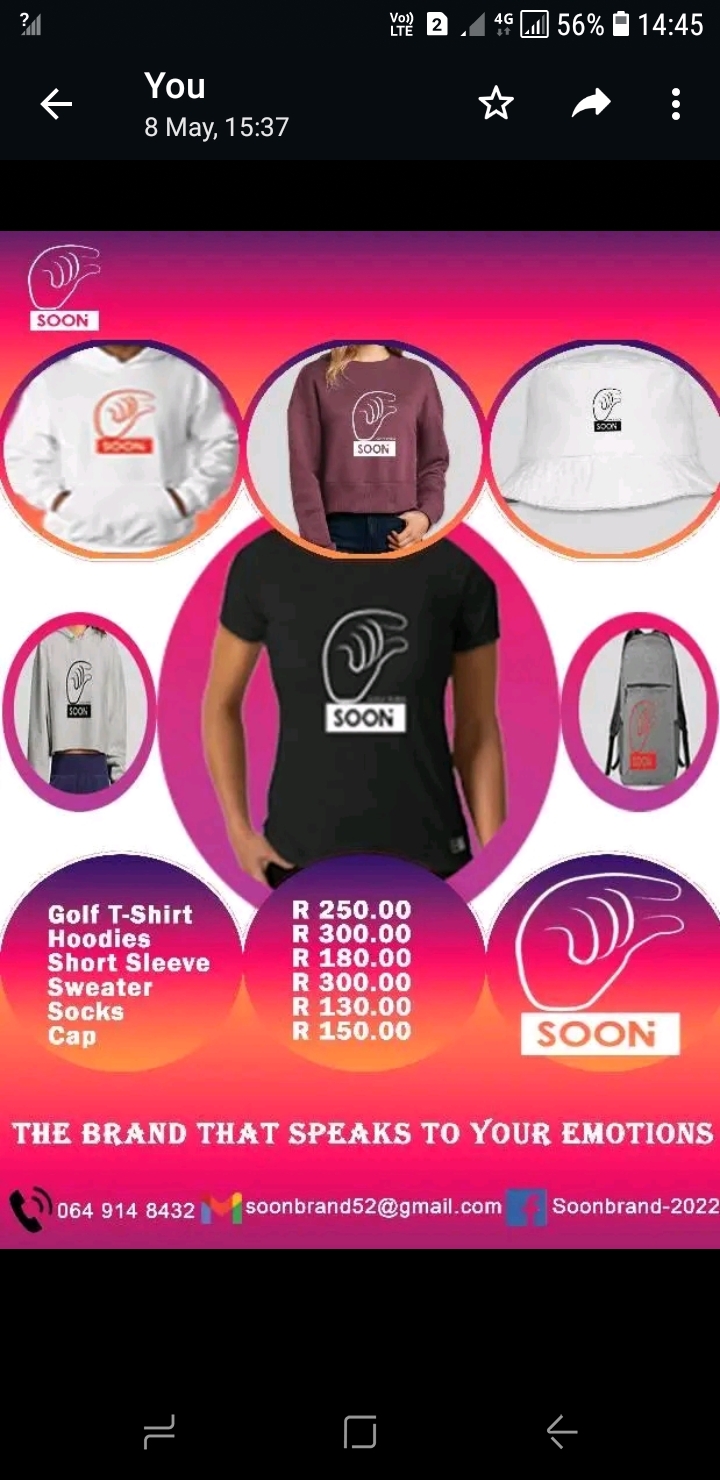 ?
Vo))
LTE
2
4G
56%
14:45
You
8 May, 15:37
SOON
SOON
SOON
SOON
SOON
SOON
SOON
Golf T-Shirt R 250.00
Hoodies R 300.00
Short Sleeve R 180.00
Sweater R 300.00
Socks R 130.00
Cap R 150.00
SOON
THE BRAND THAT SPEAKS TO YOUR EMOTIONS
064 914 8432 soonbrand52@gmail.com f Soonbrand-2022